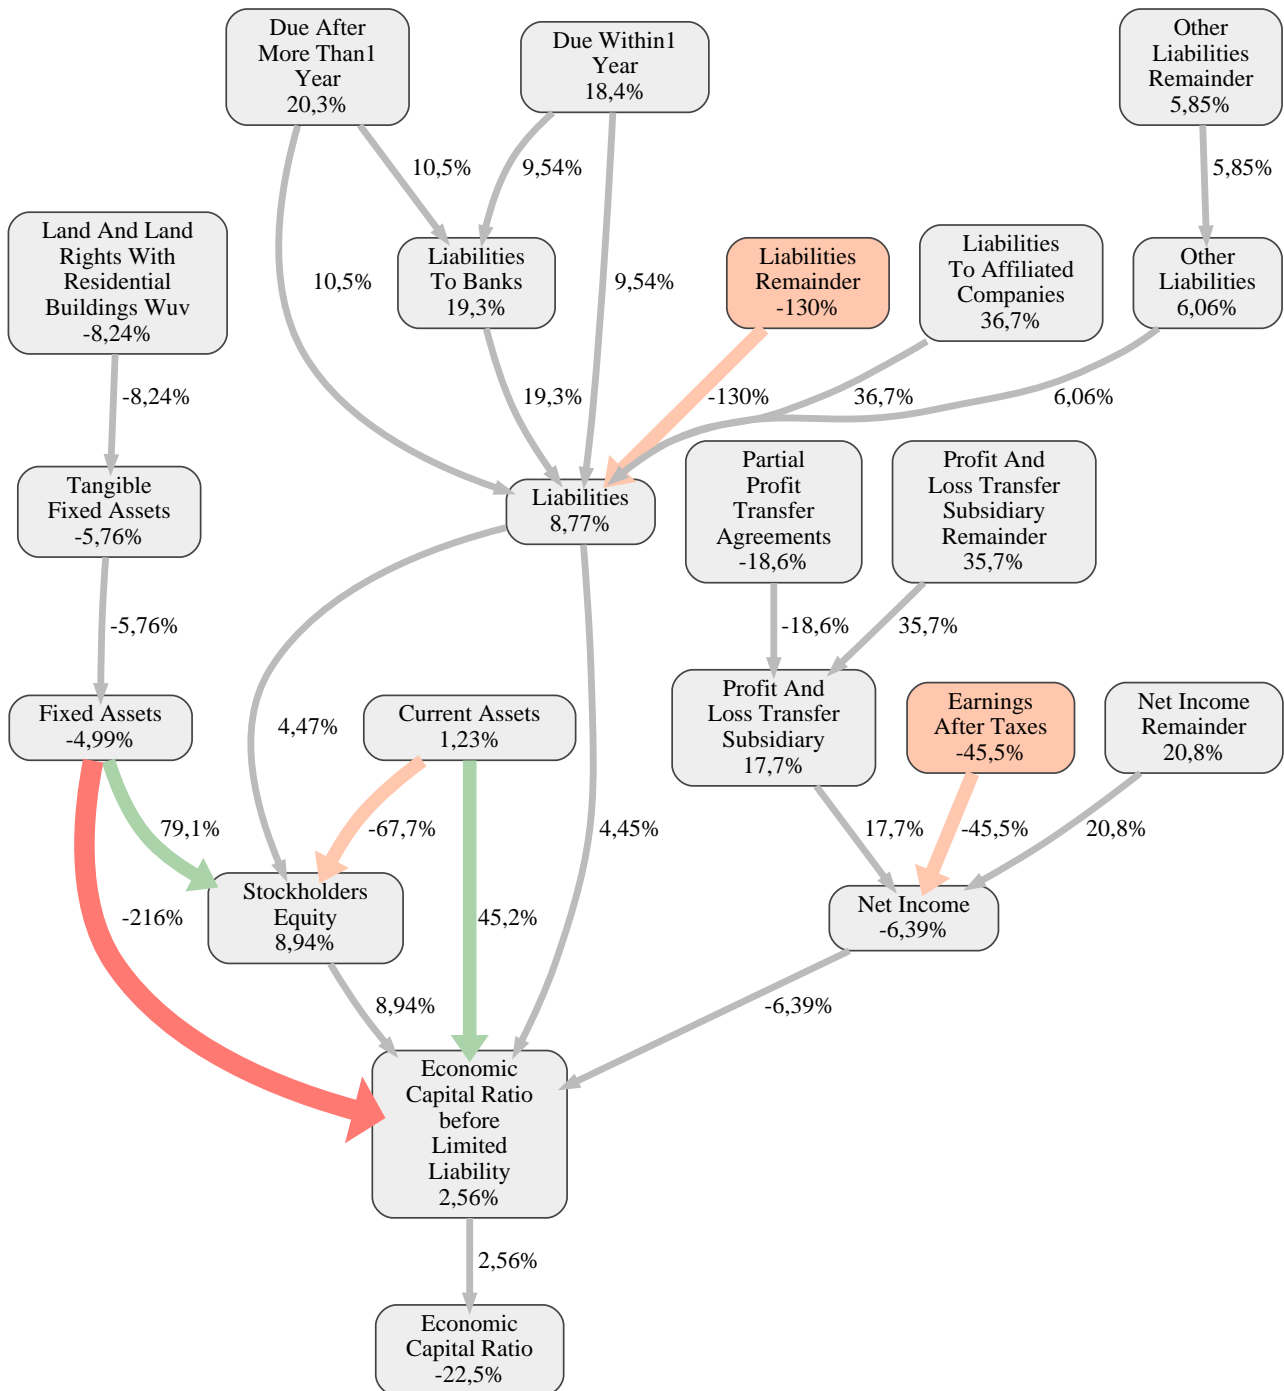 Due After
More Than1
Year
20,3%
Due Within1
Year
18,4%
Other
Liabilities
Remainder
5,85%
10,5%
9,54%
5,85%
Land And Land
Rights With
Residential
Buildings Wuv
-8,24%
Liabilities
To Banks
19,3%
Liabilities
Remainder
-130%
Liabilities
To Affiliated
Companies
36,7%
Other
Liabilities
6,06%
10,5%
9,54%
-8,24%
19,3%
-130%
36,7%
6,06%
Tangible
Fixed Assets
-5,76%
Liabilities
8,77%
Partial
Profit
Transfer
Agreements
-18,6%
Profit And
Loss Transfer
Subsidiary
Remainder
35,7%
-5,76%
-18,6%
35,7%
Fixed Assets
-4,99%
4,47%
Current Assets
1,23%
Profit And
Loss Transfer
Subsidiary
17,7%
Earnings
After Taxes
-45,5%
Net Income
Remainder
20,8%
79,1%
-67,7%
4,45%
17,7%
-45,5%
20,8%
-216%
Stockholders
Equity
8,94%
45,2%
Net Income
-6,39%
8,94%
-6,39%
Economic
Capital Ratio
before
Limited
Liability
2,56%
2,56%
Economic
Capital Ratio
-22,5%